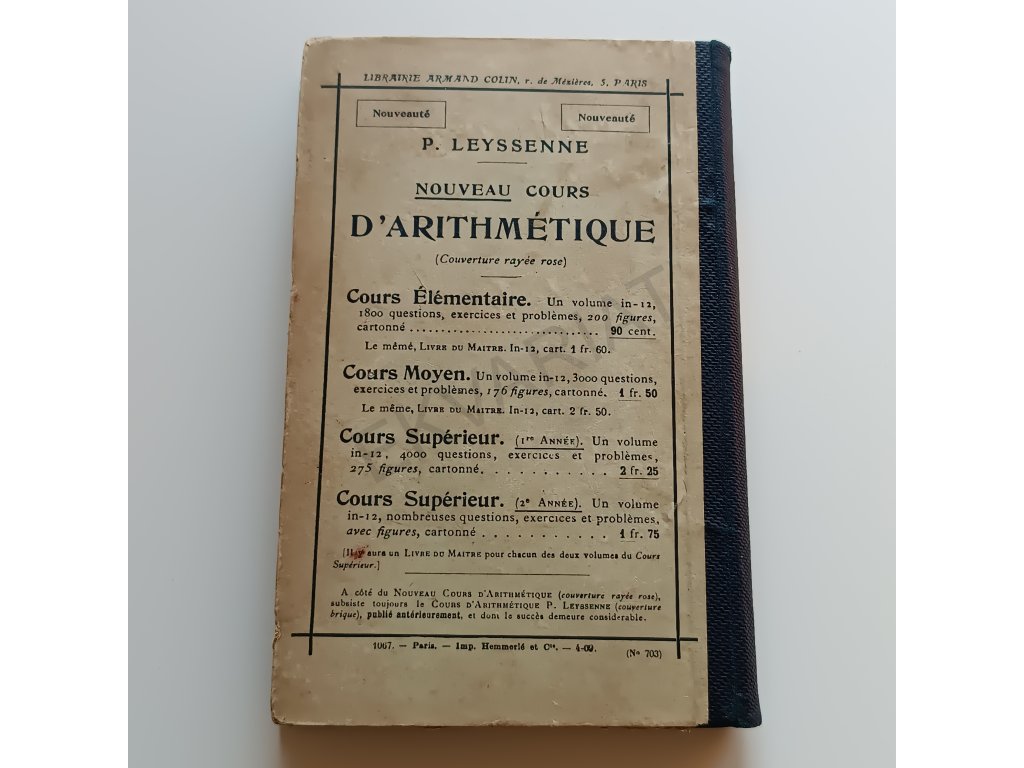 LIBRAIRIE ARMAND COLIN, r. de Mézières, 5, PARIS
Nouveauté Nouveauté
P. LEYSSENNE
NOUVEAU COURS
D'ARITHMÉTIQUE
(Couverture rayée rose)
Cours Élémentaire. Un volume in-12,
1800 questions, exercices et problèmes, 200 figures,
cartonné .............................. 90 cent.
Le mêmé, LIVRE DU MAITRE. In-12, cart. 1 fr. 60.
Cours Moyen. Un volume in-12, 3000 questions,
exercices et problèmes, 176 figures, cartonné. 1 fr. 50
Le même, LIVRE DU MAITRE. In-12, cart. 2 fr. 50.
Cours Supérieur. (1re ANNÉE). Un volume
in-12, 4000 questions, exercices et problèmes,
275 figures, cartonné. . . . . . . . . . . . 2 fr. 25
Cours Supérieur. (2e ANNÉE). Un volume
in-12, nombreuses questions, exercices et problèmes,
avec figures, cartonné . . . . . . . . . . . . 1 fr. 75
[Il y aura un LIVRE DU MAITRE pour chacun des deux volumes du Cours
Supérieur.]
A côté du NOUVEAU COURS D'ARITHMÉTIQUE (couverture rayée rose),
subsiste toujours le COURS D'ARITHMÉTIQUE P. LEYSSENNE (couverture
brique), publié antérieurement, et dont le succès demeure considérable.
1067. — Paris. — Imp. Hemmerlé et Cie. — 4-09.
(No 703)